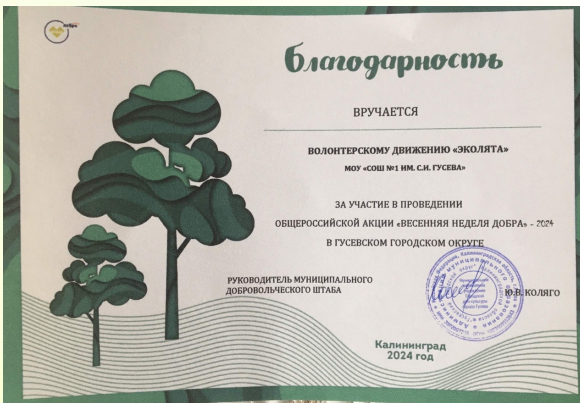 добро
Благодарность
ВРУЧАЕТСЯ
ВОЛОНТЕРСКОМУ ДВИЖЕНИЮ «ЭКОЛЯТА»
МОУ «СОШ №1 ИМ. С.И. ГУСЕВА»
ЗА УЧАСТИЕ В ПРОВЕДЕНИИ
ОБЩЕРОССИЙСКОЙ АКЦИИ «ВЕСЕННЯЯ НЕДЕЛЯ ДОБРА» - 2024
В ГУСЕВСКОМ ГОРОДСКОМ ОКРУГЕ
РУКОВОДИТЕЛЬ МУНИЦИПАЛЬНОГО
ДОБРОВОЛЬЧЕСКОГО ШТАБА
Ю.В. КОЛЯГО
Калининград
2024 год